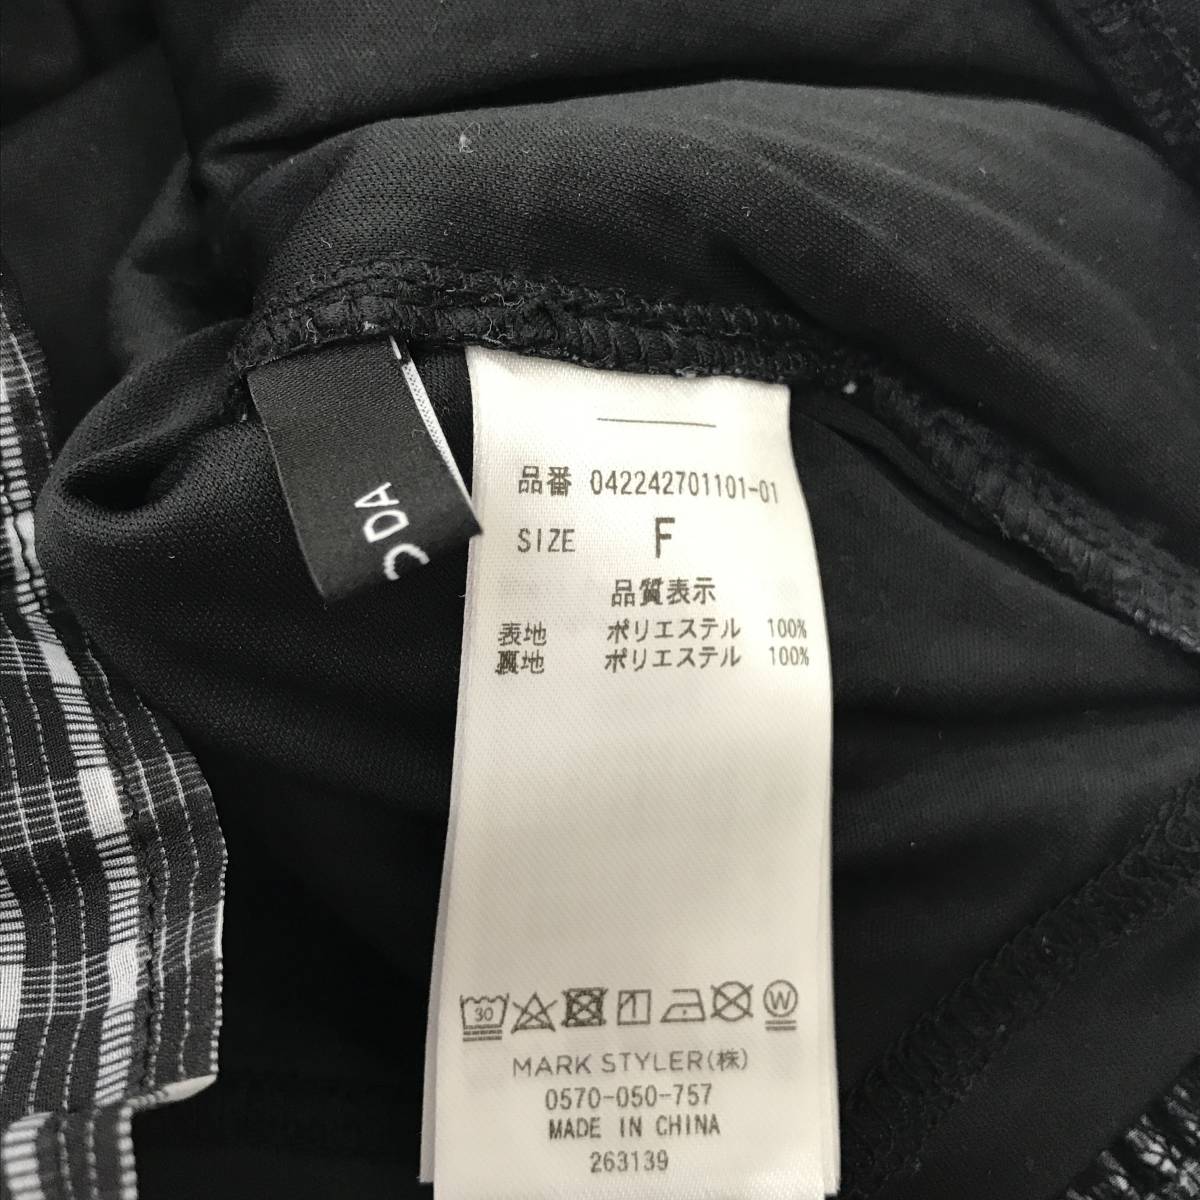 品番 042242701101-01
SIZE F
品質表示
表地 ポリエステル 100%
裏地 ポリエステル 100%
30 W
MARK STYLER(株)
0570-050-757
MADE IN CHINA
263139
DA